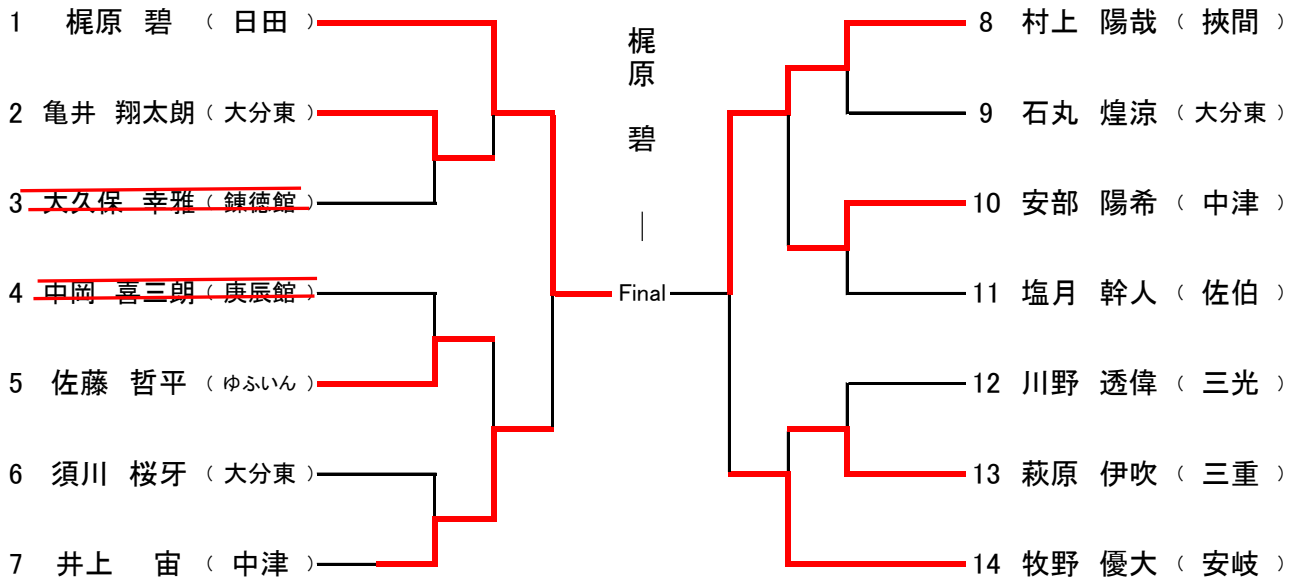 1 梶原 碧 （ 日田 ）
2 亀井 翔太朗 （ 大分東 ）
3 大久保 幸雅 （ 錬徳館 ）
4 中岡 喜三朗 （ 庚辰館 ）
5 佐藤 哲平 （ ゆふいん ）
6 須川 桜牙 （ 大分東 ）
7 井上 宙 （ 中津 ）
梶原 碧 ―
Final
8 村上 陽哉 （ 挾間 ）
9 石丸 煌涼 （ 大分東 ）
10 安部 陽希 （ 中津 ）
11 塩月 幹人 （ 佐伯 ）
12 川野 透偉 （ 三光 ）
13 萩原 伊吹 （ 三重 ）
14 牧野 優大 （ 安岐 ）